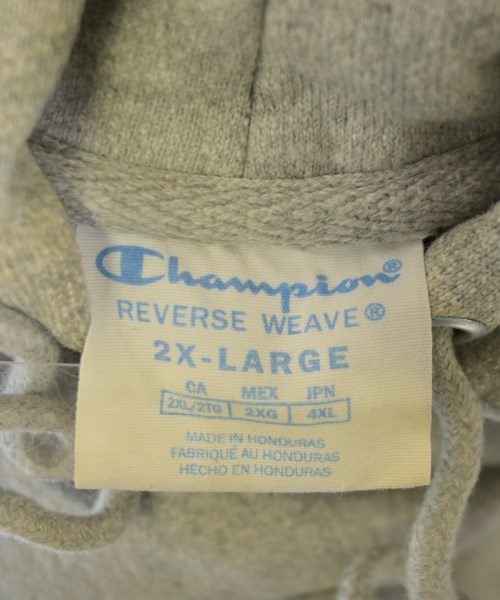 Champion®
REVERSE WEAVE®
2X-LARGE
CA MEX JPN
2XL/2TG 2XG 4XL
MADE IN HONDURAS
FABRIQUÉ AU HONDURAS
HECHO EN HONDURAS